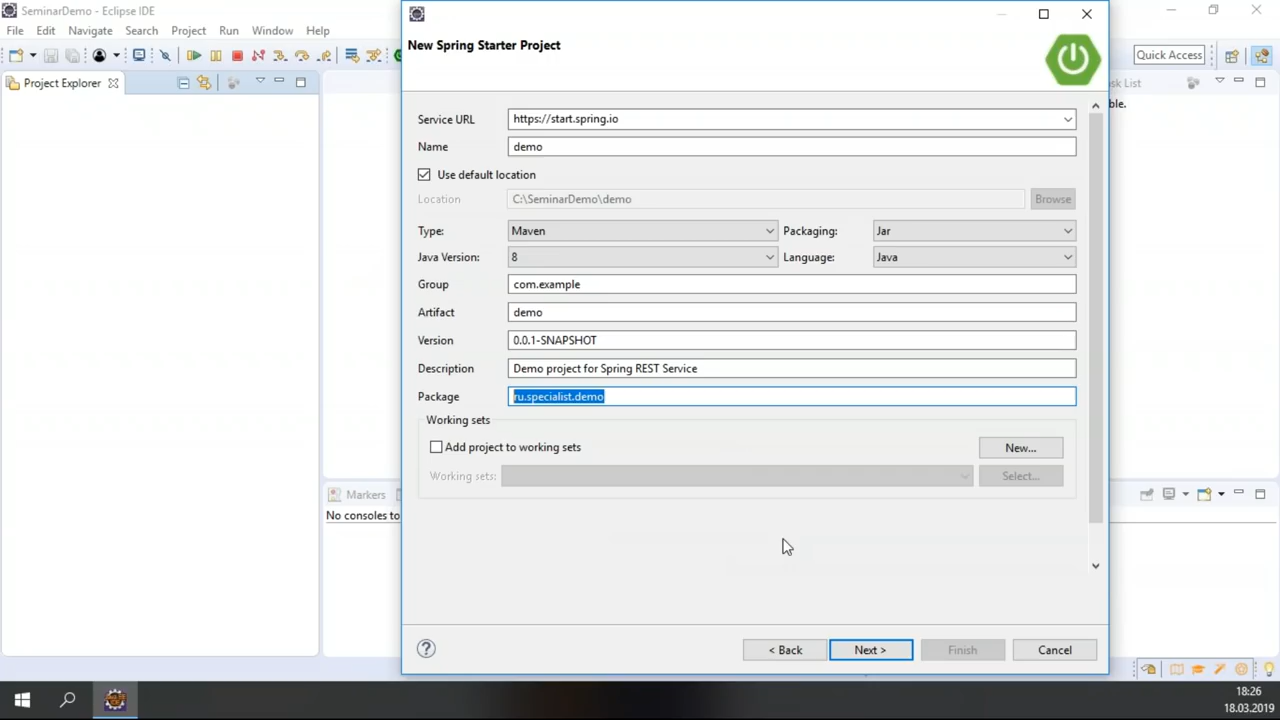 SeminarDemo - Eclipse IDE
File Edit Navigate Search Project Run Window Help
Quick Access
Project Explorer
New Spring Starter Project
Service URL https://start.spring.io
Name demo
Use default location
Location C:\SeminarDemo\demo Browse
Type: Maven Packaging: Jar
Java Version: 8 Language: Java
Group com.example
Artifact demo
Version 0.0.1-SNAPSHOT
Description Demo project for Spring REST Service
Package ru.specialist.demo
Working sets
Add project to working sets New...
Working sets: Select...
< Back Next > Finish Cancel
sk List
ble.
Markers
No consoles to
18:26
18.03.2019